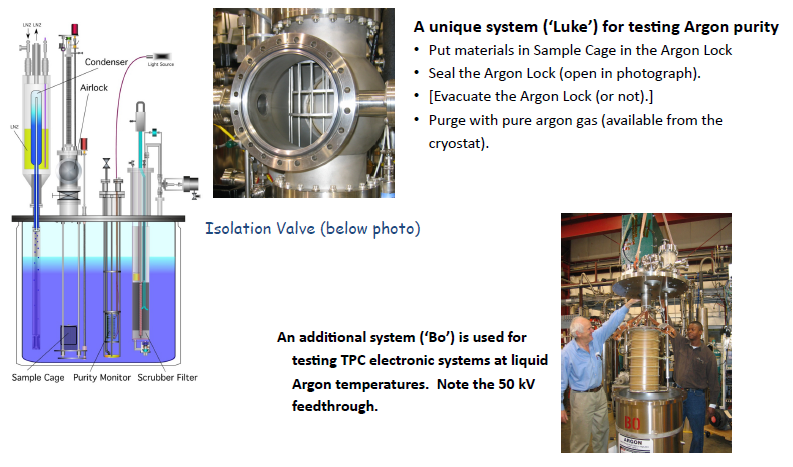 A unique system (‘Luke’) for testing Argon purity
• Put materials in Sample Cage in the Argon Lock
• Seal the Argon Lock (open in photograph).
• [Evacuate the Argon Lock (or not).]
• Purge with pure argon gas (available from the
cryostat).
LN2
Condenser
Light Source
Airlock
LN2
Isolation Valve (below photo)
An additional system (‘Bo’) is used for
testing TPC electronic systems at liquid
Argon temperatures. Note the 50 kV
feedthrough.
Sample Cage
Purity Monitor
Scrubber Filter
BO
ARGON